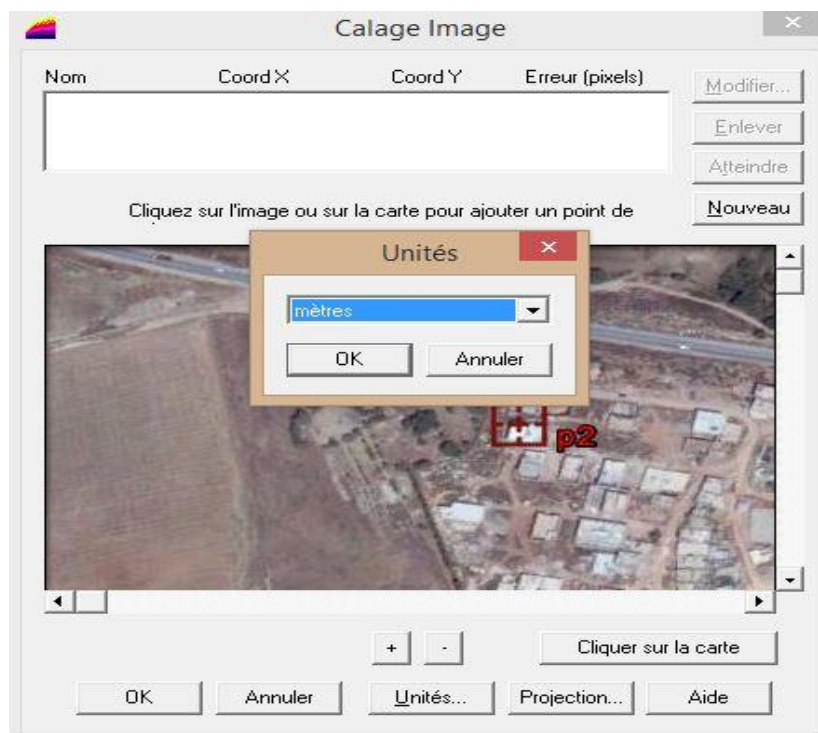 Calage Image
Nom Coord X Coord Y Erreur (pixels)
Modifier...
Enlever
Atteindre
Nouveau
Cliquez sur l'image ou sur la carte pour ajouter un point de
Unités
mètres
OK Annuler
p2
+ -
Cliquer sur la carte
OK Annuler Unités... Projection... Aide